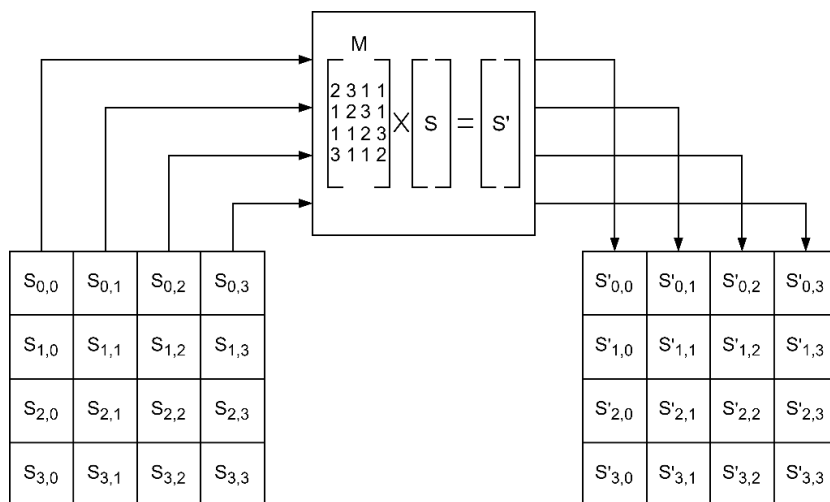 M
2 3 1 1
1 2 3 1
1 1 2 3
3 1 1 2
× S = S'
S0,0 S0,1 S0,2 S0,3
S1,0 S1,1 S1,2 S1,3
S2,0 S2,1 S2,2 S2,3
S3,0 S3,1 S3,2 S3,3
S'0,0 S'0,1 S'0,2 S'0,3
S'1,0 S'1,1 S'1,2 S'1,3
S'2,0 S'2,1 S'2,2 S'2,3
S'3,0 S'3,1 S'3,2 S'3,3